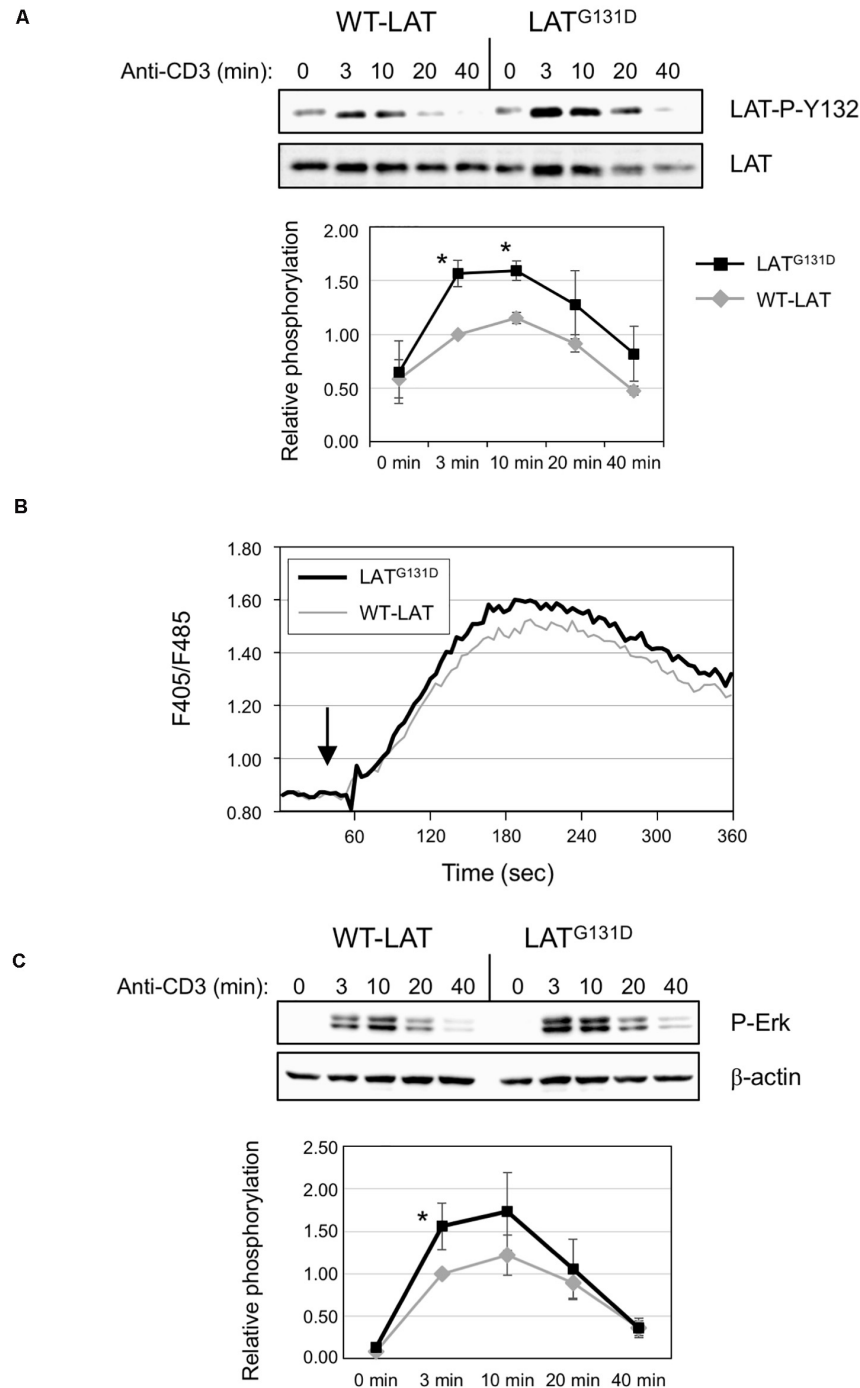 A
WT-LAT LATG131D
Anti-CD3 (min): 0 3 10 20 40 0 3 10 20 40
LAT-P-Y132
LAT
2.00
1.50
1.00
0.50
0.00
Relative phosphorylation
* *
0 min 3 min 10 min 20 min 40 min
LATG131D
WT-LAT
B
1.80
1.60
1.40
1.20
1.00
0.80
F405/F485
LATG131D
WT-LAT
60 120 180 240 300 360
Time (sec)
C
WT-LAT LATG131D
Anti-CD3 (min): 0 3 10 20 40 0 3 10 20 40
P-Erk
β-actin
2.50
2.00
1.50
1.00
0.50
0.00
Relative phosphorylation
*
0 min 3 min 10 min 20 min 40 min